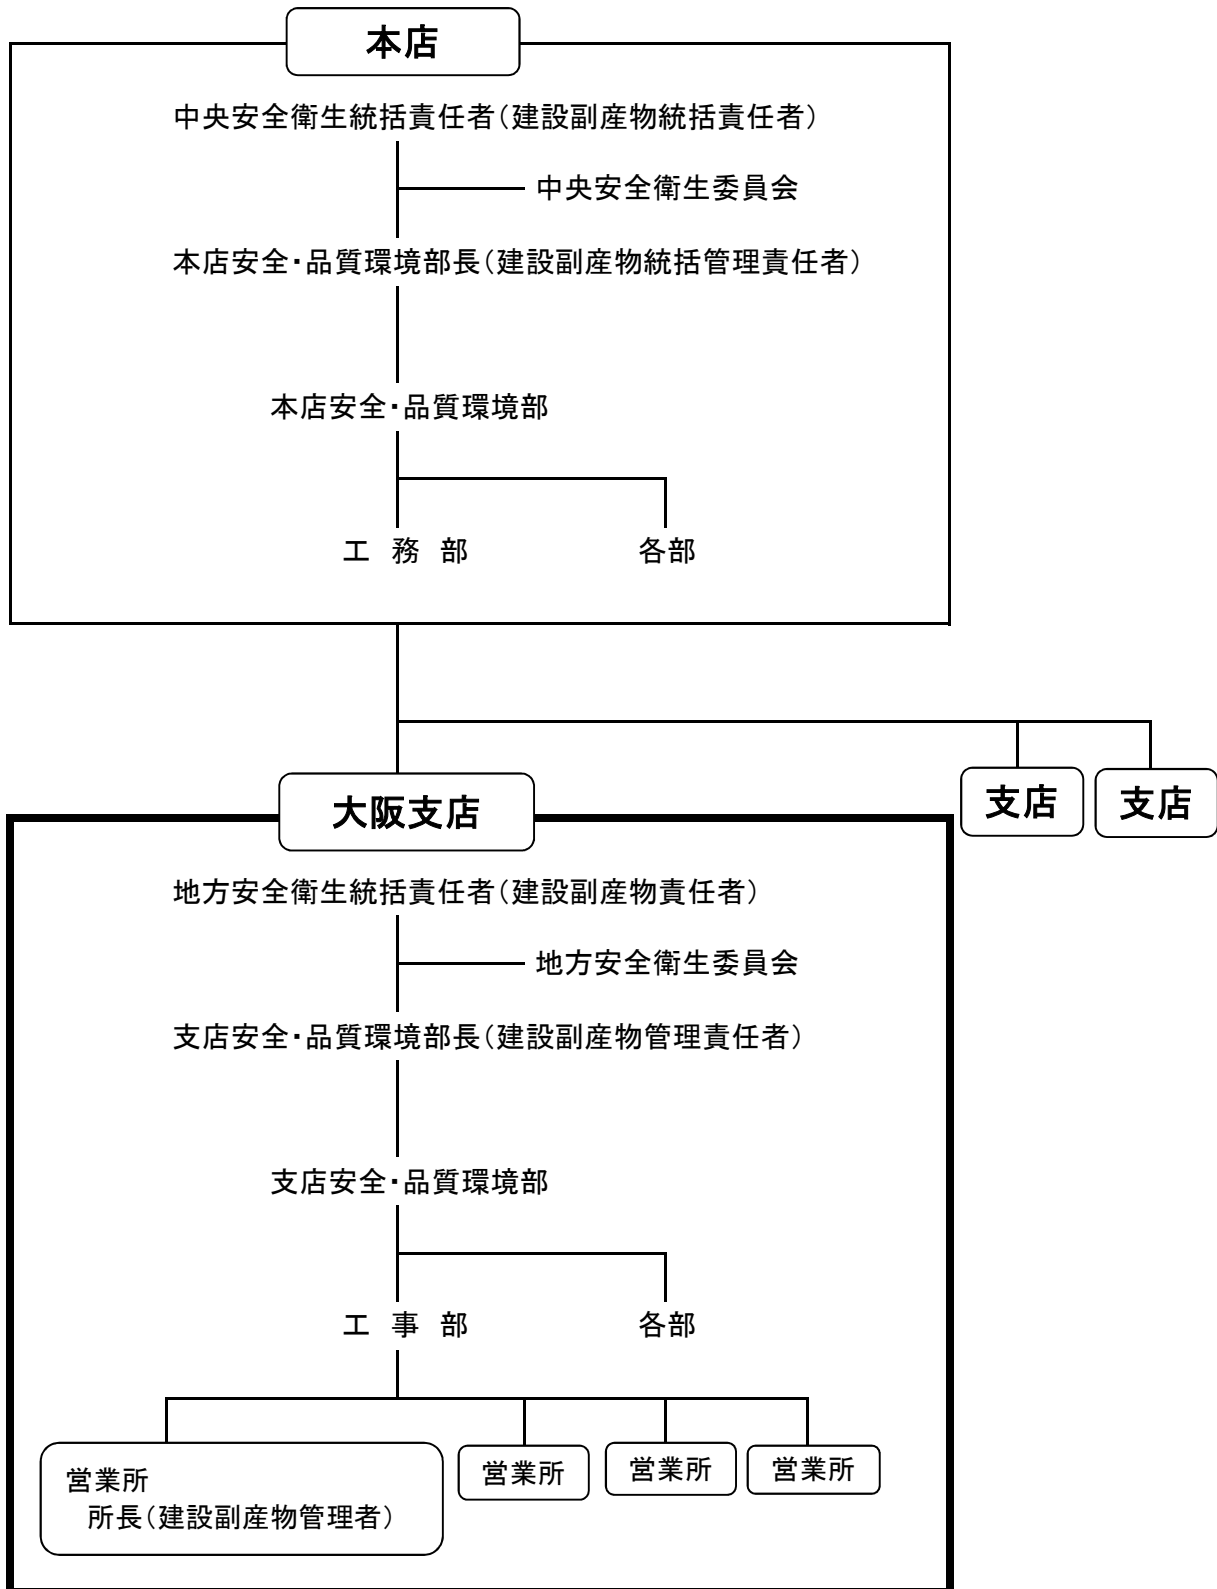 本店
中央安全衛生統括責任者（建設副産物統括責任者）
中央安全衛生委員会
本店安全・品質環境部長（建設副産物統括管理責任者）
本店安全・品質環境部
工 務 部 各部
大阪支店 支店 支店
地方安全衛生統括責任者（建設副産物責任者）
地方安全衛生委員会
支店安全・品質環境部長（建設副産物管理責任者）
支店安全・品質環境部
工 事 部 各部
営業所 営業所 営業所 営業所
所長（建設副産物管理者）